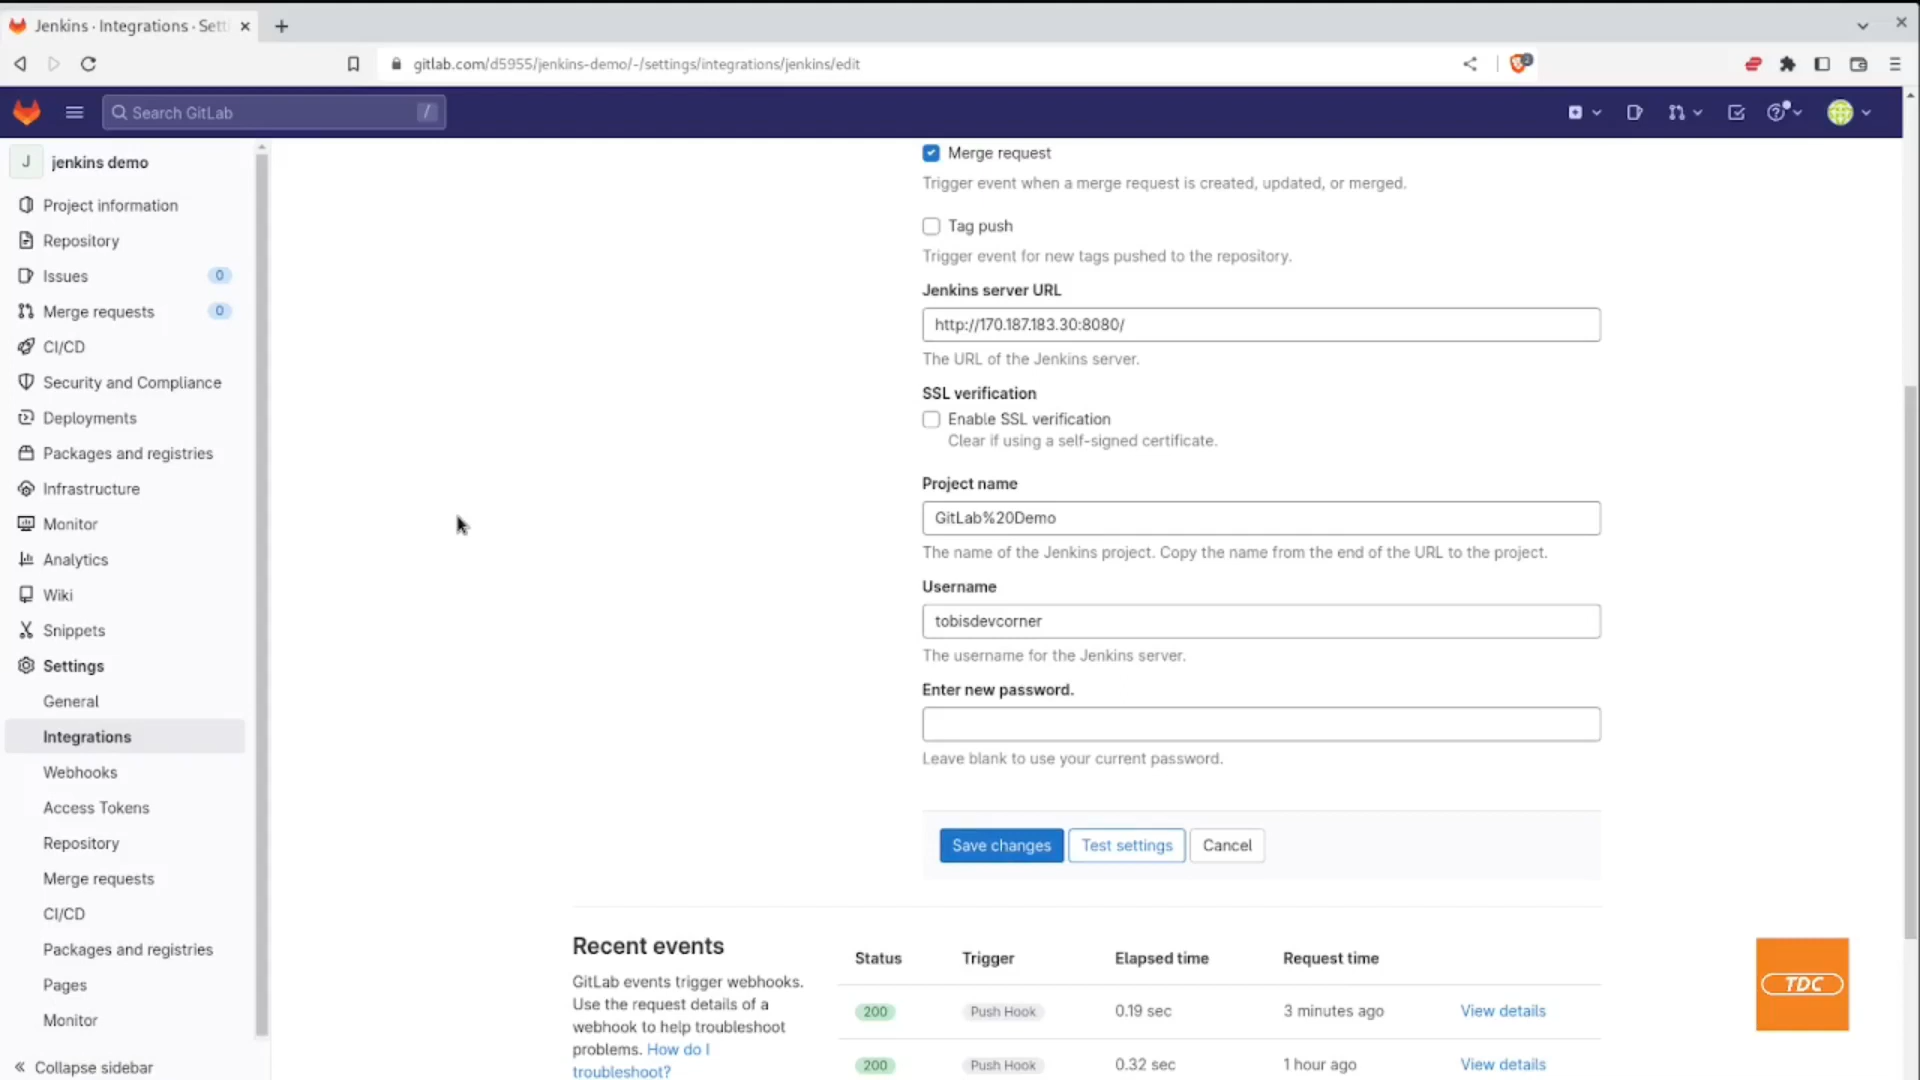 Jenkins · Integrations · Sett
gitlab.com/d5955/jenkins-demo/-/settings/integrations/jenkins/edit
Search GitLab
/
J
jenkins demo
Project information
Repository
Issues
0
Merge requests
0
CI/CD
Security and Compliance
Deployments
Packages and registries
Infrastructure
Monitor
Analytics
Wiki
Snippets
Settings
General
Integrations
Webhooks
Access Tokens
Repository
Merge requests
CI/CD
Packages and registries
Pages
Monitor
Collapse sidebar
Merge request
Trigger event when a merge request is created, updated, or merged.
Tag push
Trigger event for new tags pushed to the repository.
Jenkins server URL
http://170.187.183.30:8080/
The URL of the Jenkins server.
SSL verification
Enable SSL verification
Clear if using a self-signed certificate.
Project name
GitLab%20Demo
The name of the Jenkins project. Copy the name from the end of the URL to the project.
Username
tobisdevcorner
The username for the Jenkins server.
Enter new password.
Leave blank to use your current password.
Save changes
Test settings
Cancel
Recent events
GitLab events trigger webhooks.
Use the request details of a
webhook to help troubleshoot
problems. How do I
troubleshoot?
Status Trigger Elapsed time Request time
200 Push Hook 0.19 sec 3 minutes ago View details
200 Push Hook 0.32 sec 1 hour ago View details
TDC